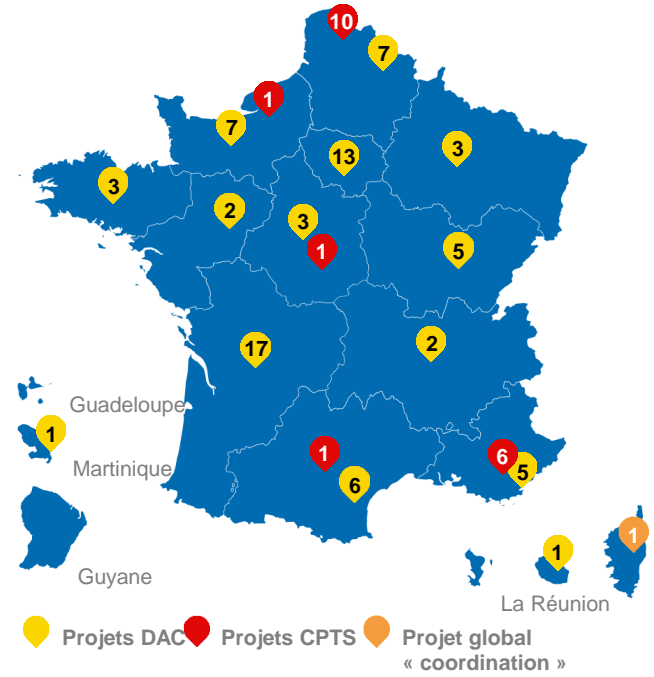 10
7
1
7
13
3
3
2
3
1
5
17
2
Guadeloupe
1
Martinique
1
6
6
5
Guyane
1
1
La Réunion
Projets DAC
Projets CPTS
Projet global
« coordination »